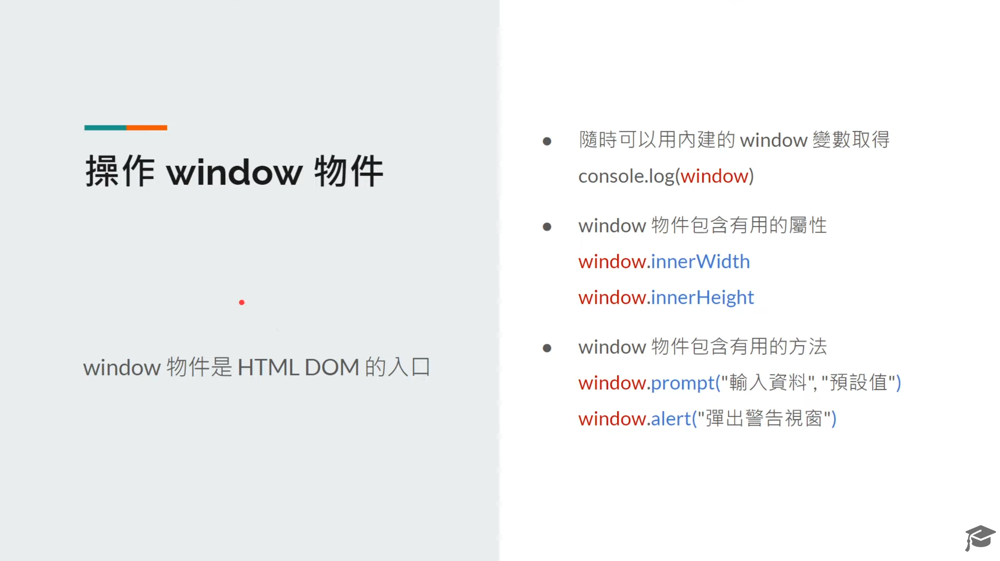 操作 window 物件
window 物件是 HTML DOM 的入口
● 隨時可以用內建的 window 變數取得
console.log(window)
● window 物件包含有用的屬性
window.innerWidth
window.innerHeight
● window 物件包含有用的方法
window.prompt("輸入資料", "預設值")
window.alert("彈出警告視窗")